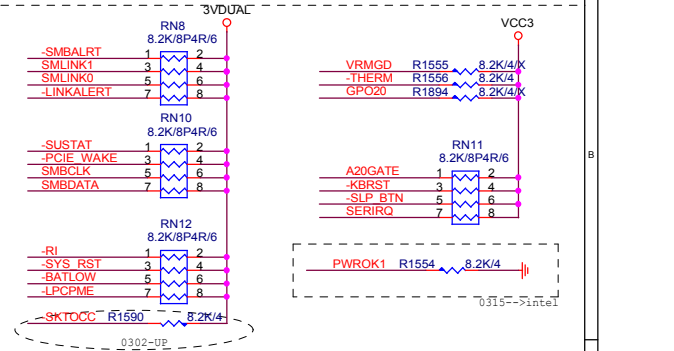 3VDUAL
RN8
8.2K/8P4R/6
-SMBALRT 1 2
SMLINK1 3 4
SMLINK0 5 6
-LINKALERT 7 8
RN10
8.2K/8P4R/6
-SUSTAT 1 2
-PCIE_WAKE 3 4
SMBCLK 5 6
SMBDATA 7 8
RN12
8.2K/8P4R/6
-RI 1 2
-SYS_RST 3 4
-BATLOW 5 6
-LPCPME 7 8
-SKTOCC R1590 8.2K/4
0302-UP
VCC3
VRMGD R1555 8.2K/4/X
-THERM R1556 8.2K/4
GPO20 R1894 8.2K/4/X
RN11
8.2K/8P4R/6
A20GATE 1 2
-KBRST 3 4
-SLP_BTN 5 6
SERIRQ 7 8
PWROK1 R1554 8.2K/4
0315-->intel
B